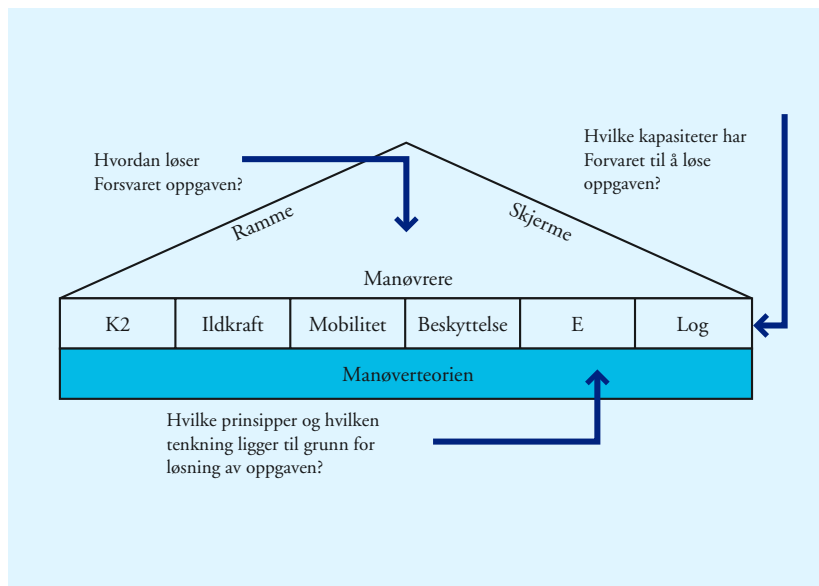 Hvilke kapasiteter har
Forvaret til å løse
oppgaven?
Hvordan løser
Forsvaret oppgaven?
Ramme
Skjerme
Manøvrere
K2 Ildkraft Mobilitet Beskyttelse E Log
Manøverteorien
Hvilke prinsipper og hvilken
tenkning ligger til grunn for
løsning av oppgaven?